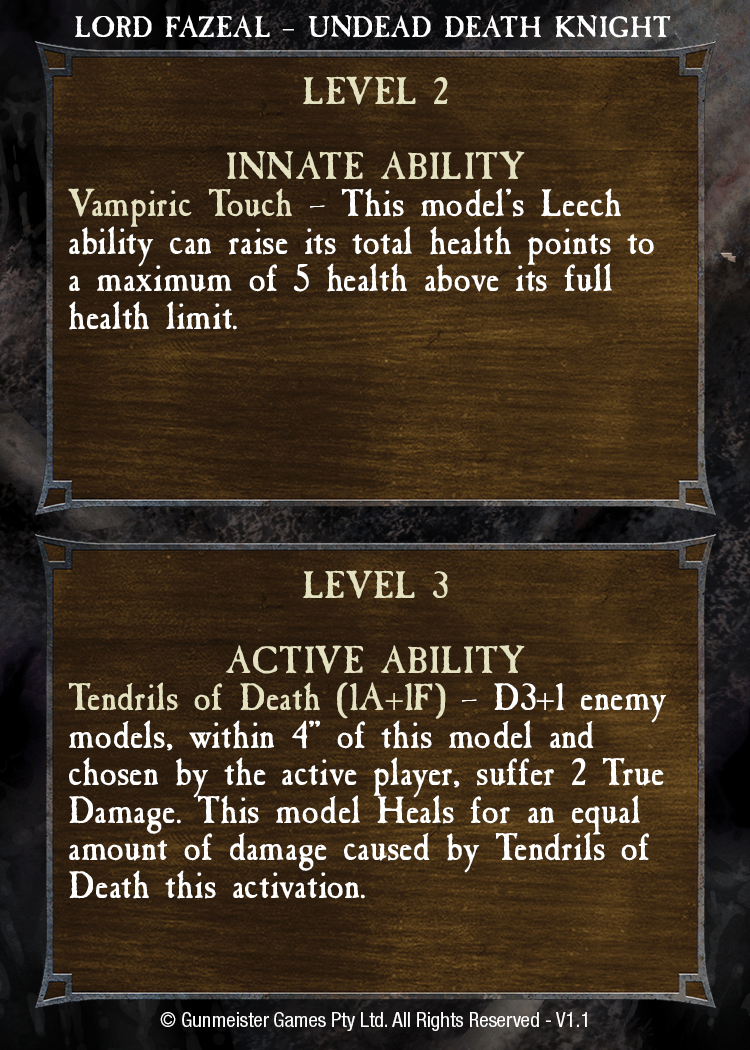 LORD FAZEAL – UNDEAD DEATH KNIGHT
LEVEL 2
INNATE ABILITY
Vampiric Touch – This model's Leech
ability can raise its total health points to
a maximum of 5 health above its full
health limit.
LEVEL 3
ACTIVE ABILITY
Tendrils of Death (1A+1F) – D3+1 enemy
models, within 4" of this model and
chosen by the active player, suffer 2 True
Damage. This model Heals for an equal
amount of damage caused by Tendrils of
Death this activation.
© Gunmeister Games Pty Ltd. All Rights Reserved - V1.1